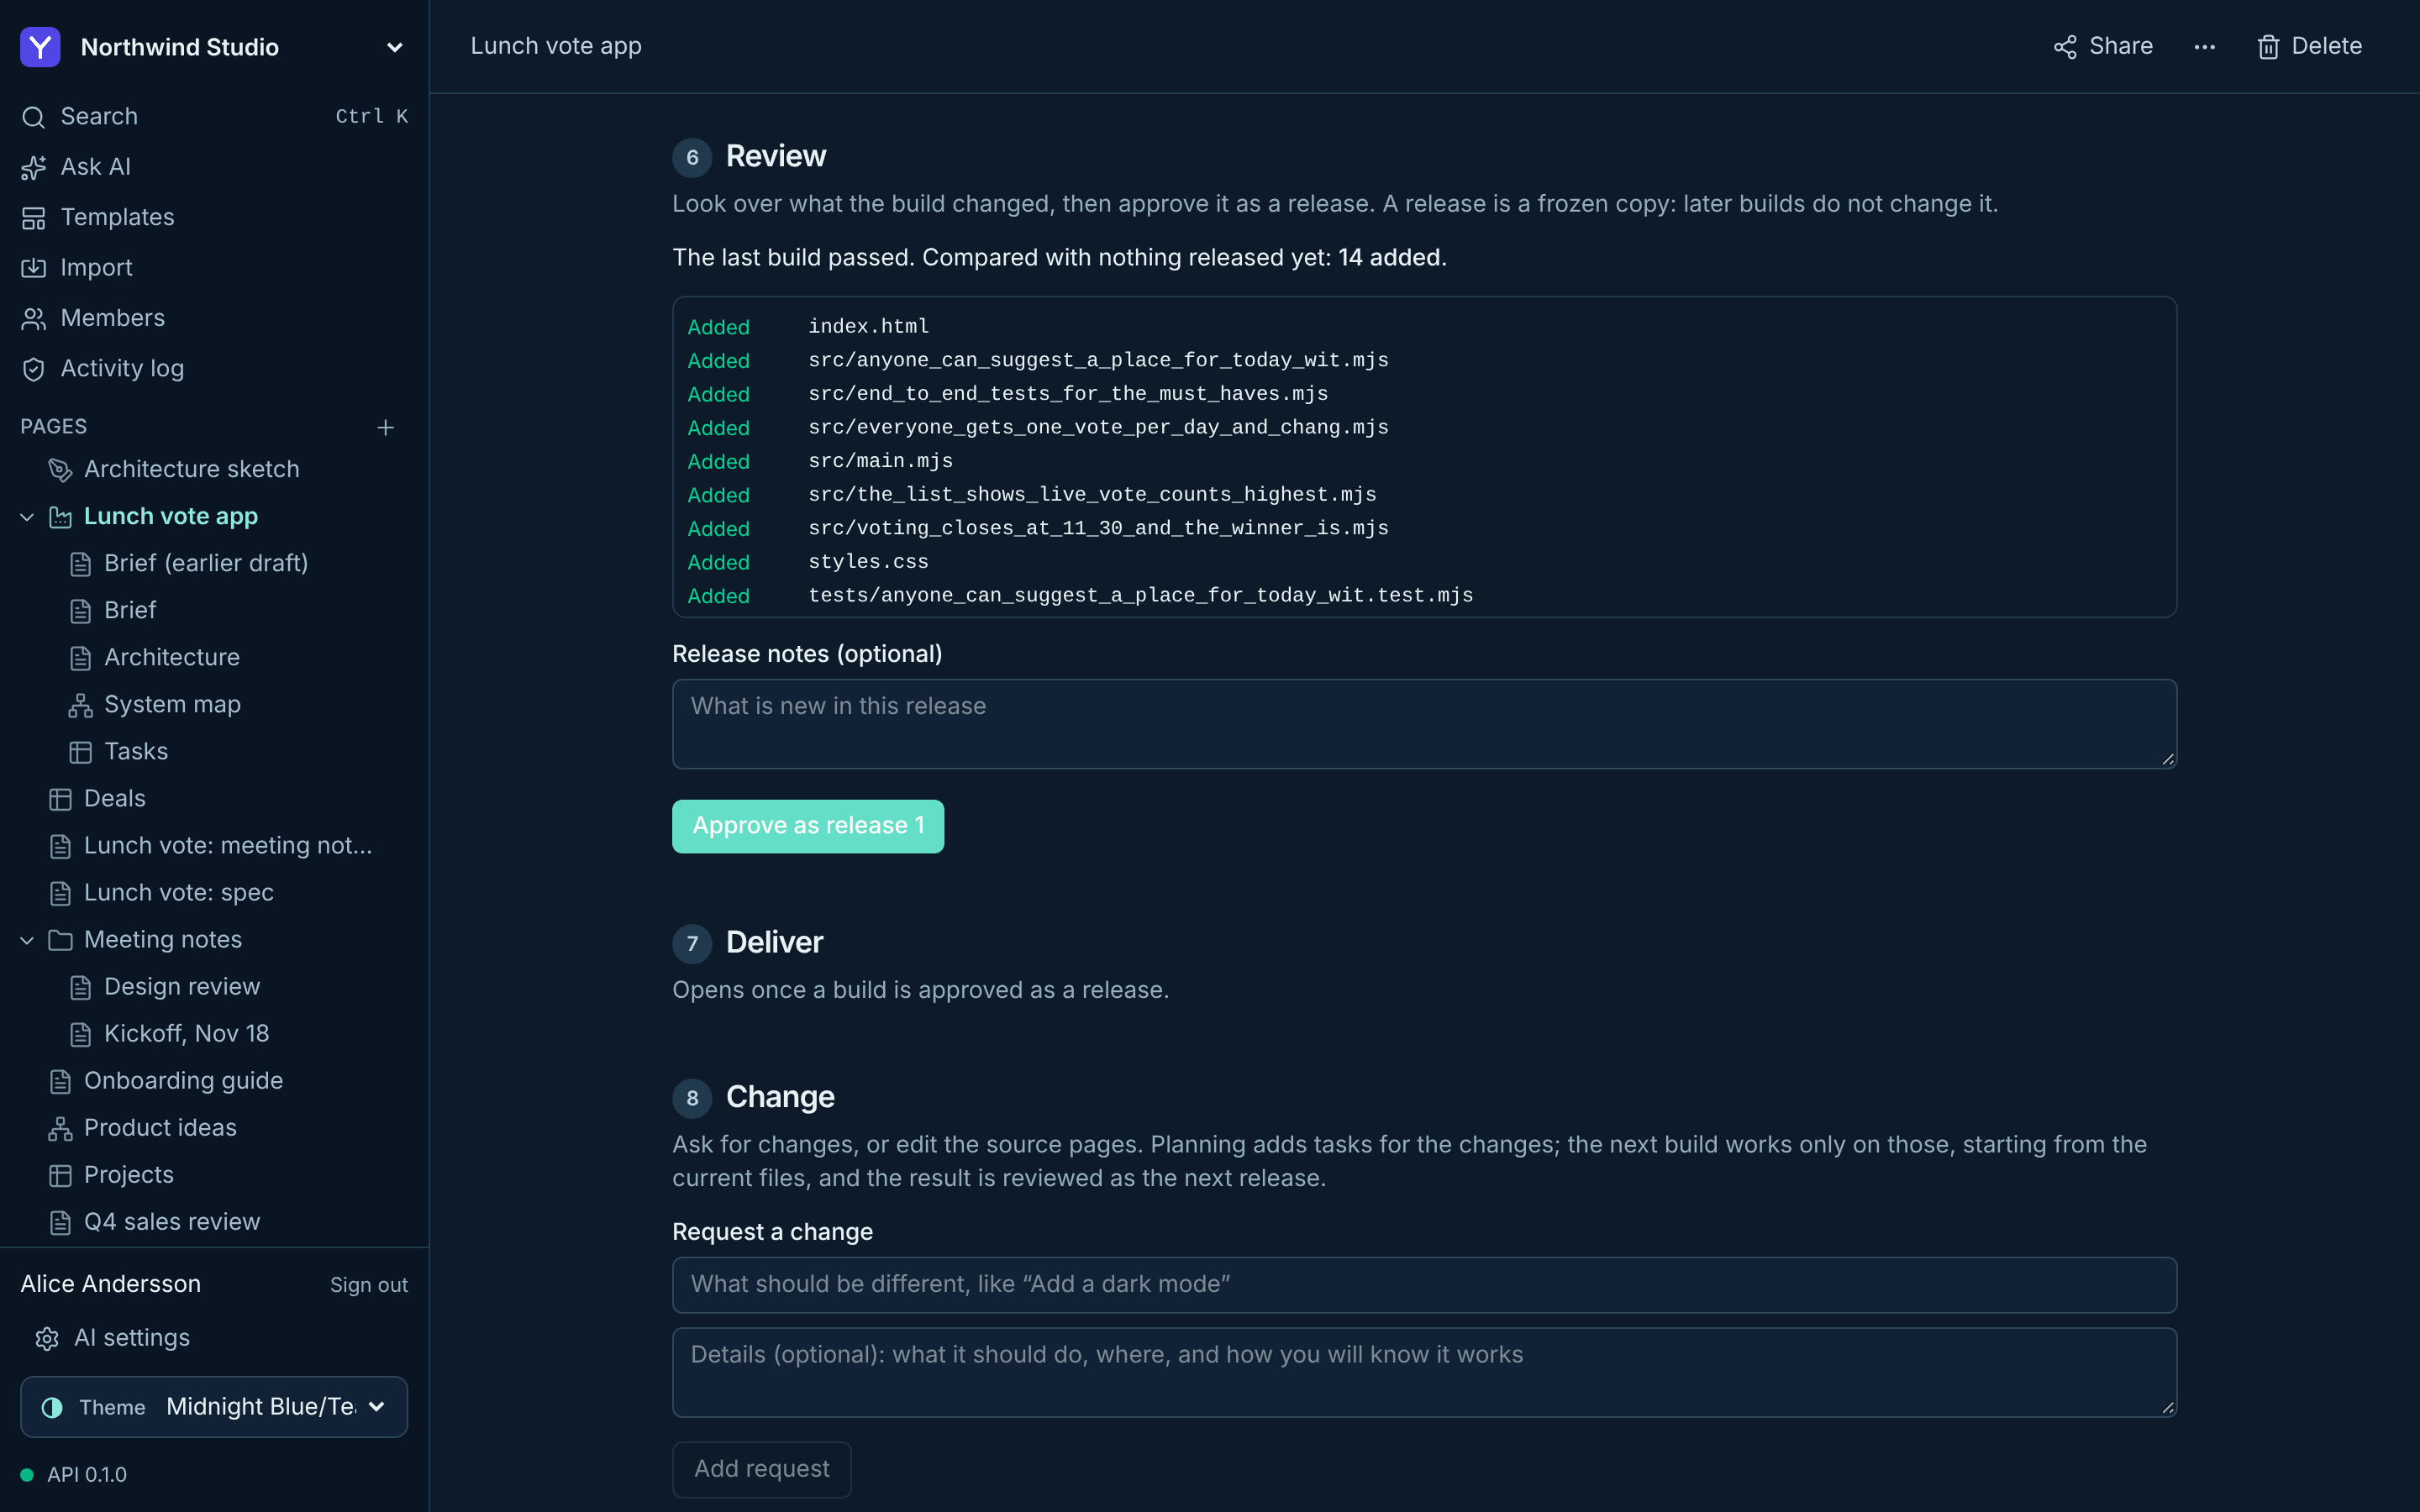 Northwind Studio
Search Ctrl K
Ask AI
Templates
Import
Members
Activity log
PAGES
Architecture sketch
Lunch vote app
Brief (earlier draft)
Brief
Architecture
System map
Tasks
Deals
Lunch vote: meeting not...
Lunch vote: spec
Meeting notes
Design review
Kickoff, Nov 18
Onboarding guide
Product ideas
Projects
Q4 sales review
Alice Andersson Sign out
AI settings
Theme Midnight Blue/Tea
API 0.1.0
Lunch vote app Share Delete
6 Review
Look over what the build changed, then approve it as a release. A release is a frozen copy: later builds do not change it.
The last build passed. Compared with nothing released yet: 14 added.
Added index.html
Added src/anyone_can_suggest_a_place_for_today_wit.mjs
Added src/end_to_end_tests_for_the_must_haves.mjs
Added src/everyone_gets_one_vote_per_day_and_chang.mjs
Added src/main.mjs
Added src/the_list_shows_live_vote_counts_highest.mjs
Added src/voting_closes_at_11_30_and_the_winner_is.mjs
Added styles.css
Added tests/anyone_can_suggest_a_place_for_today_wit.test.mjs
Release notes (optional)
What is new in this release
Approve as release 1
7 Deliver
Opens once a build is approved as a release.
8 Change
Ask for changes, or edit the source pages. Planning adds tasks for the changes; the next build works only on those, starting from the
current files, and the result is reviewed as the next release.
Request a change
What should be different, like “Add a dark mode”
Details (optional): what it should do, where, and how you will know it works
Add request